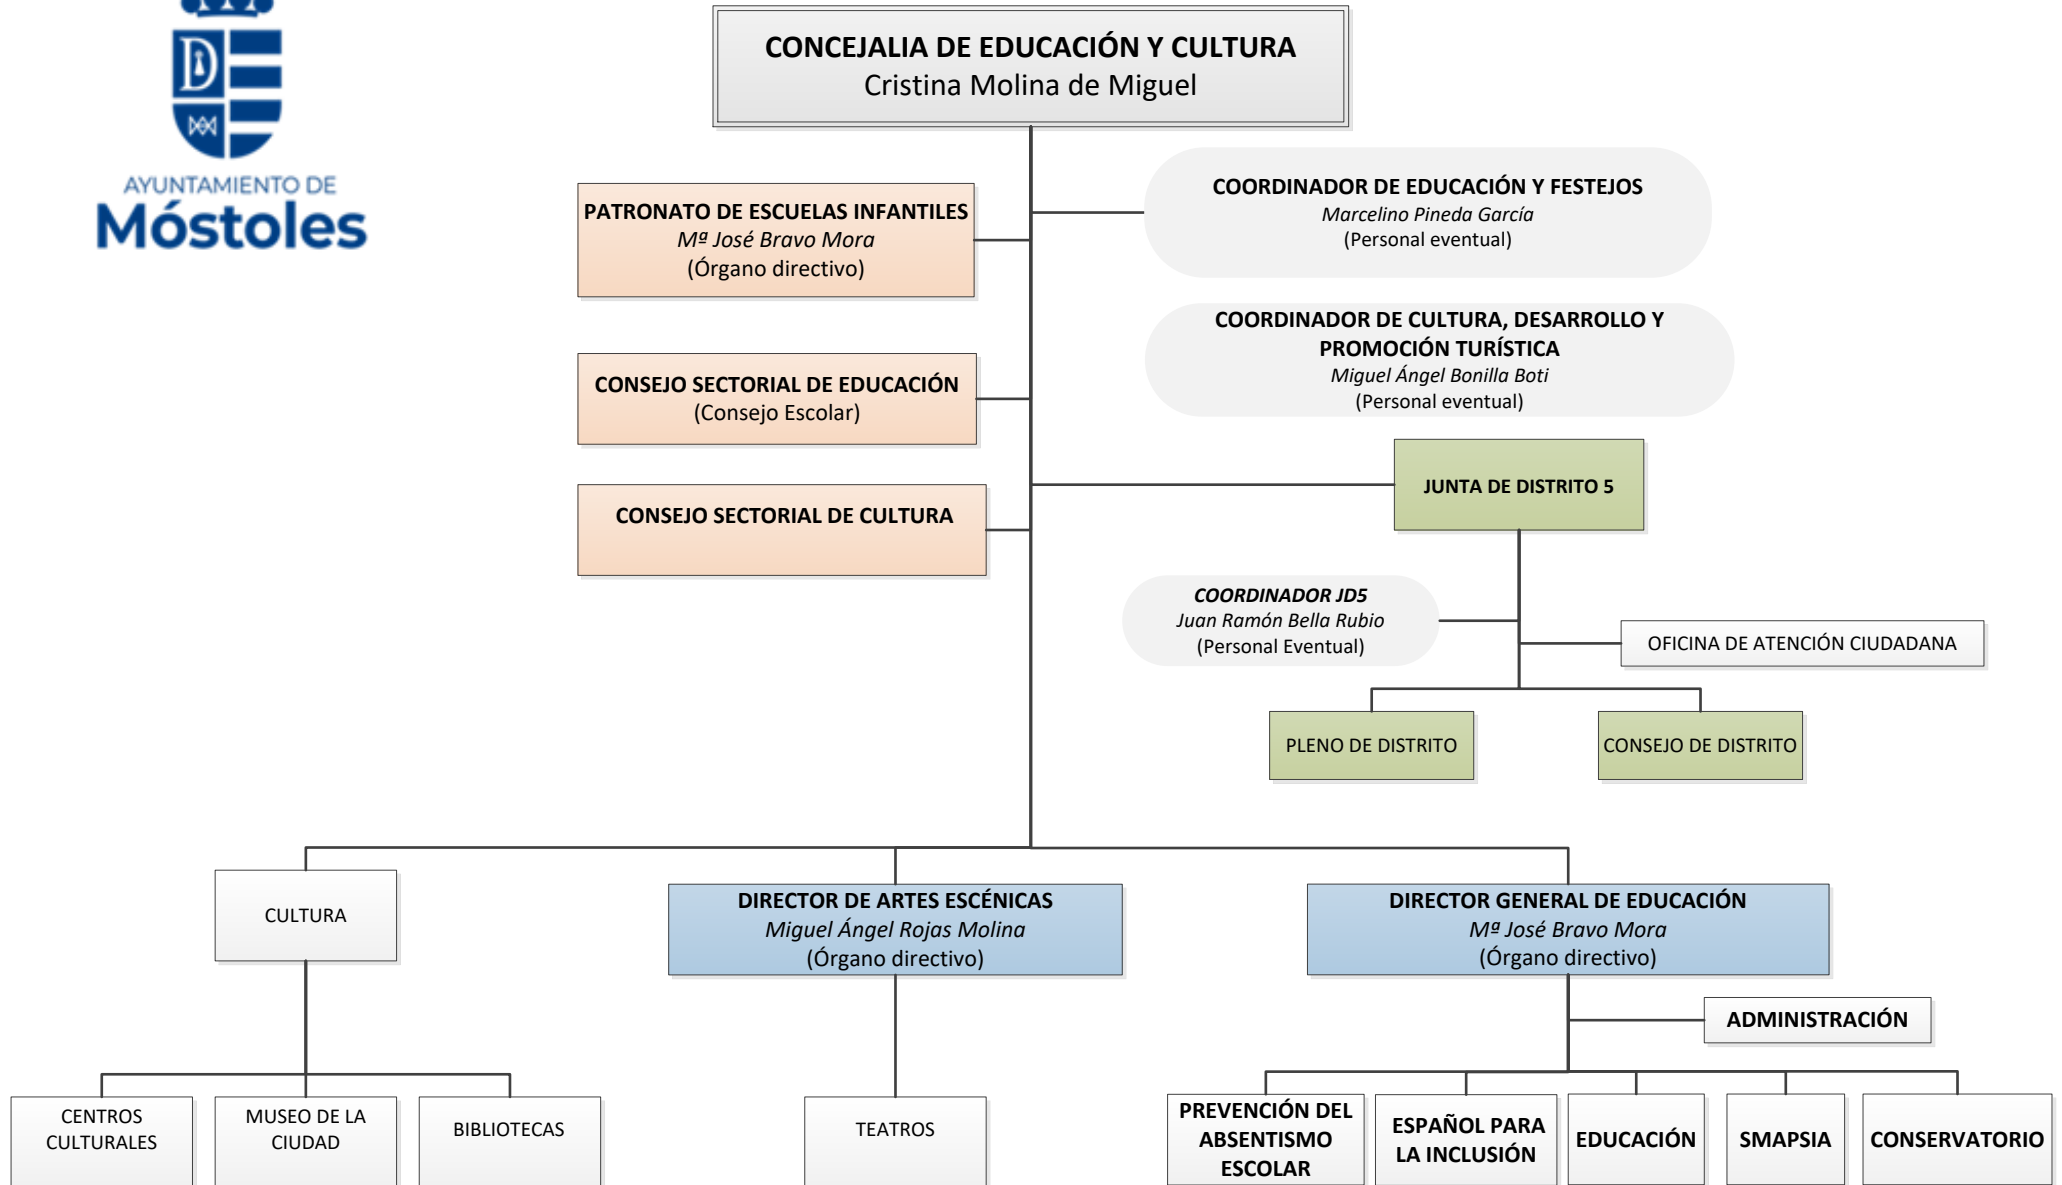 D
AYUNTAMIENTO DE
Móstoles
CONCEJALIA DE EDUCACIÓN Y CULTURA
Cristina Molina de Miguel
PATRONATO DE ESCUELAS INFANTILES
Mª José Bravo Mora
(Órgano directivo)
COORDINADOR DE EDUCACIÓN Y FESTEJOS
Marcelino Pineda García
(Personal eventual)
COORDINADOR DE CULTURA, DESARROLLO Y
PROMOCIÓN TURÍSTICA
Miguel Ángel Bonilla Boti
(Personal eventual)
CONSEJO SECTORIAL DE EDUCACIÓN
(Consejo Escolar)
CONSEJO SECTORIAL DE CULTURA
JUNTA DE DISTRITO 5
COORDINADOR JD5
Juan Ramón Bella Rubio
(Personal Eventual)
OFICINA DE ATENCIÓN CIUDADANA
PLENO DE DISTRITO
CONSEJO DE DISTRITO
CULTURA
DIRECTOR DE ARTES ESCÉNICAS
Miguel Ángel Rojas Molina
(Órgano directivo)
DIRECTOR GENERAL DE EDUCACIÓN
Mª José Bravo Mora
(Órgano directivo)
ADMINISTRACIÓN
CENTROS
CULTURALES
MUSEO DE LA
CIUDAD
BIBLIOTECAS
TEATROS
PREVENCIÓN DEL
ABSENTISMO
ESCOLAR
ESPAÑOL PARA
LA INCLUSIÓN
EDUCACIÓN
SMAPSIA
CONSERVATORIO